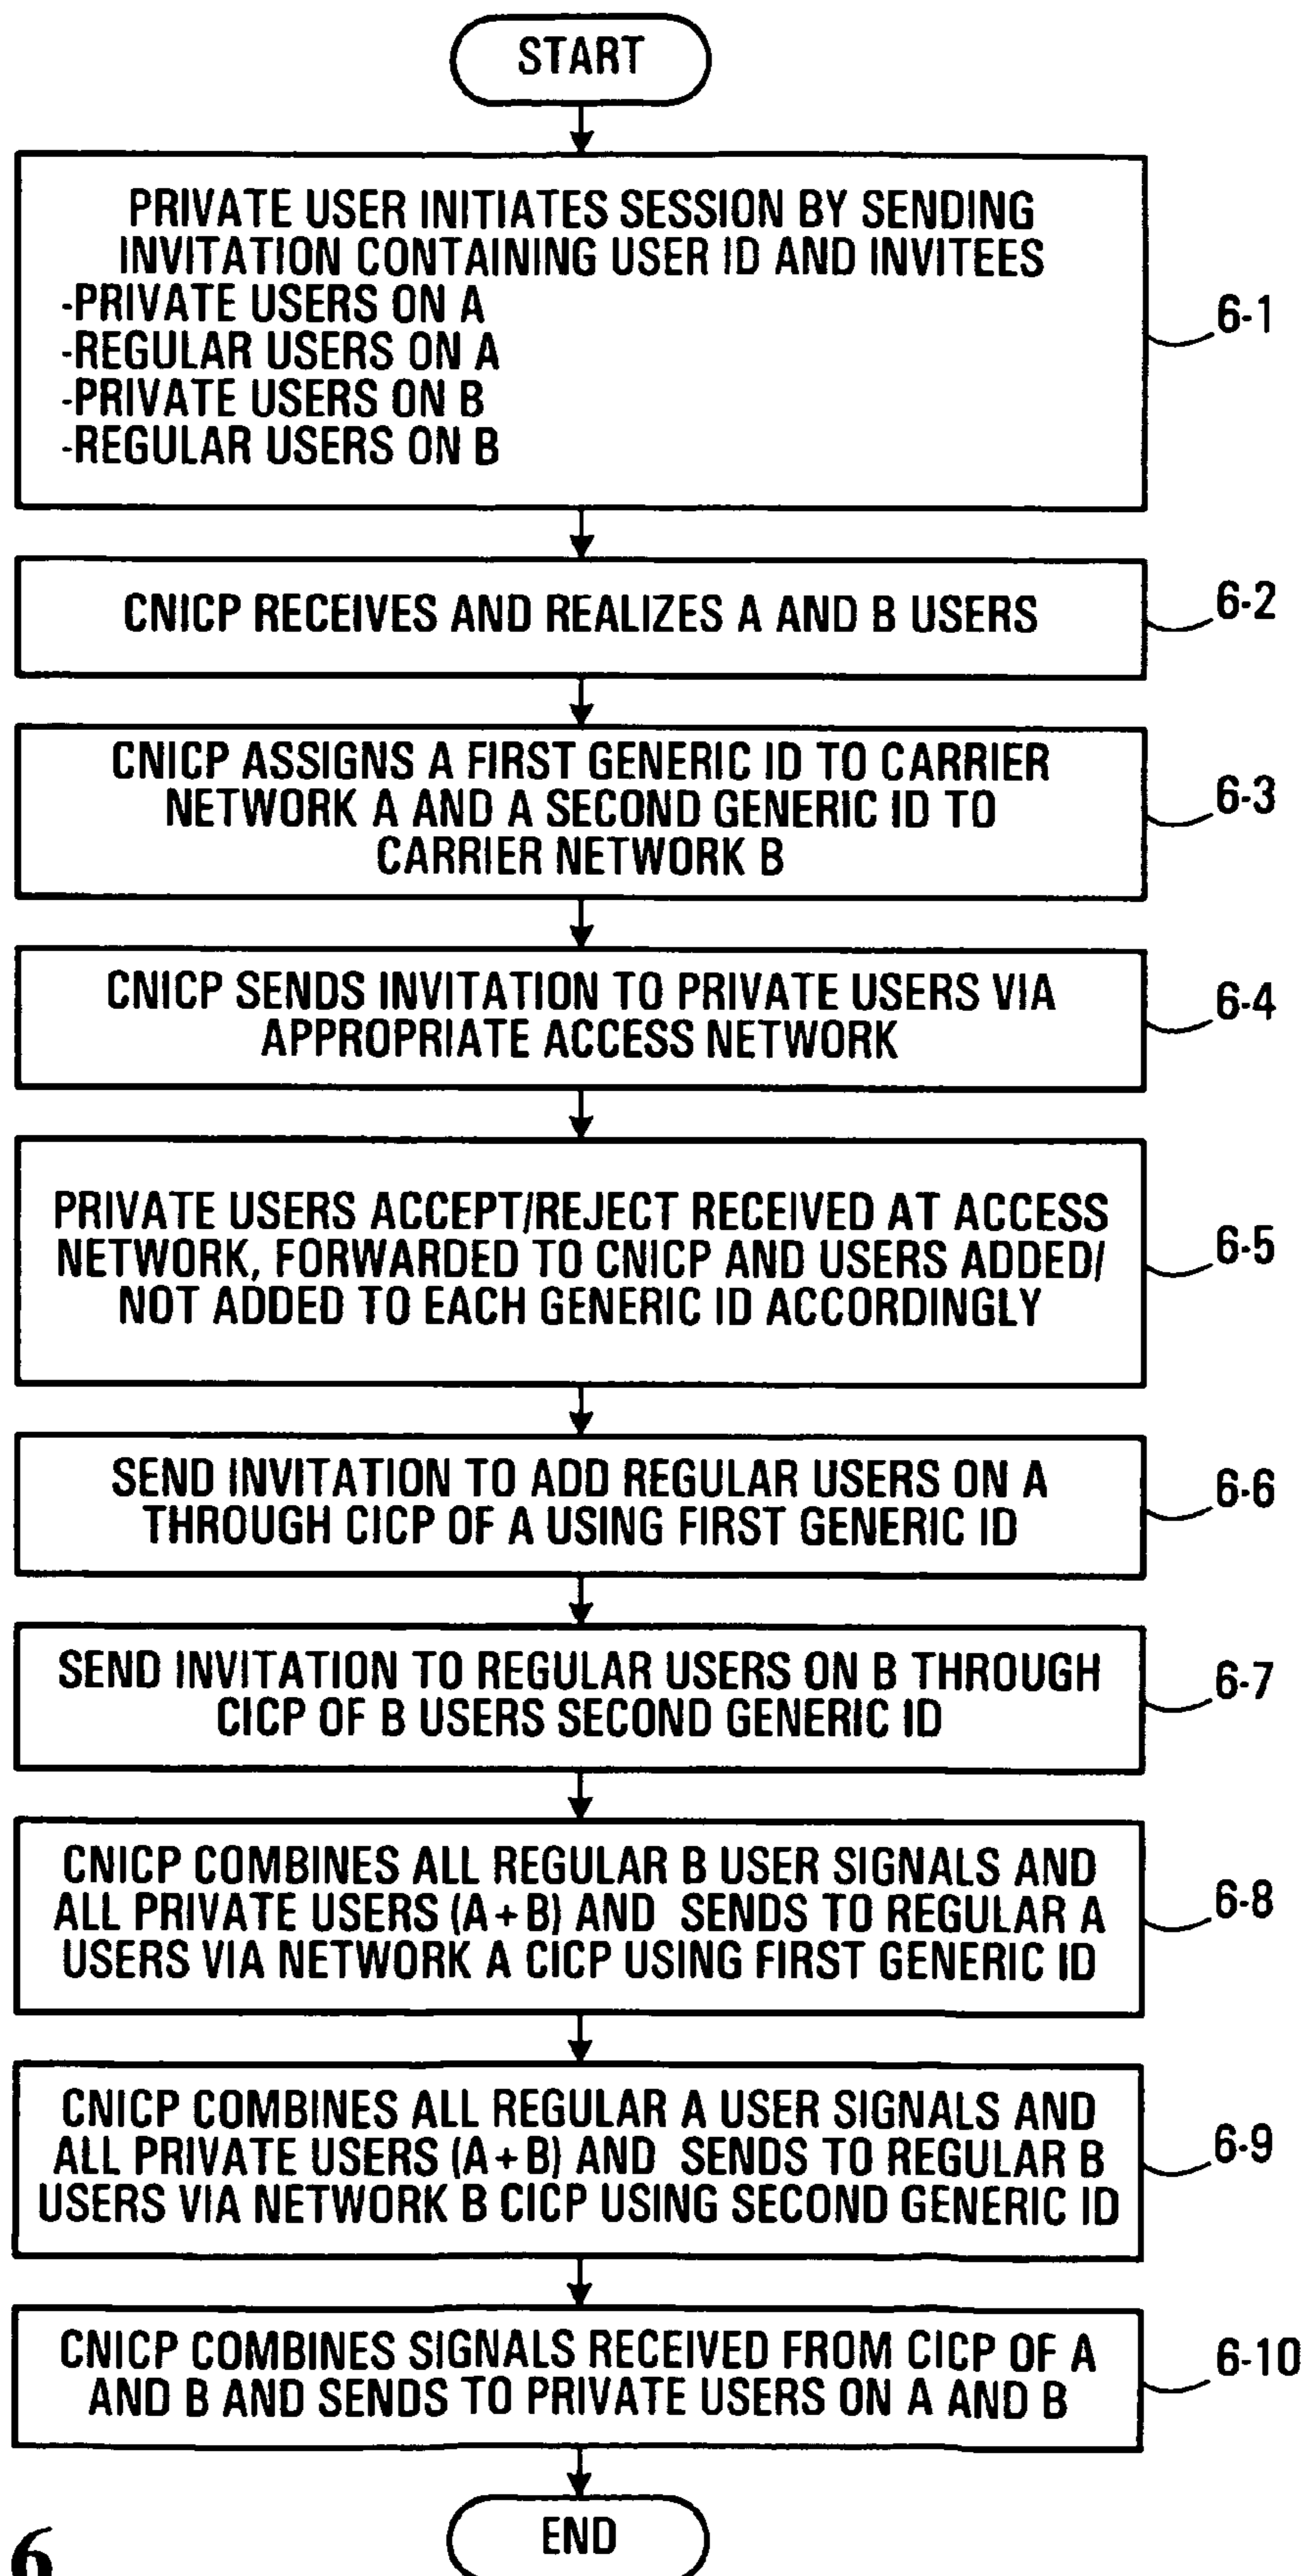 START
PRIVATE USER INITIATES SESSION BY SENDING
INVITATION CONTAINING USER ID AND INVITEES
-PRIVATE USERS ON A
-REGULAR USERS ON A
-PRIVATE USERS ON B
-REGULAR USERS ON B
6-1
CNICP RECEIVES AND REALIZES A AND B USERS
6-2
CNICP ASSIGNS A FIRST GENERIC ID TO CARRIER
NETWORK A AND A SECOND GENERIC ID TO
CARRIER NETWORK B
6-3
CNICP SENDS INVITATION TO PRIVATE USERS VIA
APPROPRIATE ACCESS NETWORK
6-4
PRIVATE USERS ACCEPT/REJECT RECEIVED AT ACCESS
NETWORK, FORWARDED TO CNICP AND USERS ADDED/
NOT ADDED TO EACH GENERIC ID ACCORDINGLY
6-5
SEND INVITATION TO ADD REGULAR USERS ON A
THROUGH CICP OF A USING FIRST GENERIC ID
6-6
SEND INVITATION TO REGULAR USERS ON B THROUGH
CICP OF B USERS SECOND GENERIC ID
6-7
CNICP COMBINES ALL REGULAR B USER SIGNALS AND
ALL PRIVATE USERS (A+B) AND SENDS TO REGULAR A
USERS VIA NETWORK A CICP USING FIRST GENERIC ID
6-8
CNICP COMBINES ALL REGULAR A USER SIGNALS AND
ALL PRIVATE USERS (A+B) AND SENDS TO REGULAR B
USERS VIA NETWORK B CICP USING SECOND GENERIC ID
6-9
CNICP COMBINES SIGNALS RECEIVED FROM CICP OF A
AND B AND SENDS TO PRIVATE USERS ON A AND B
6-10
END
6